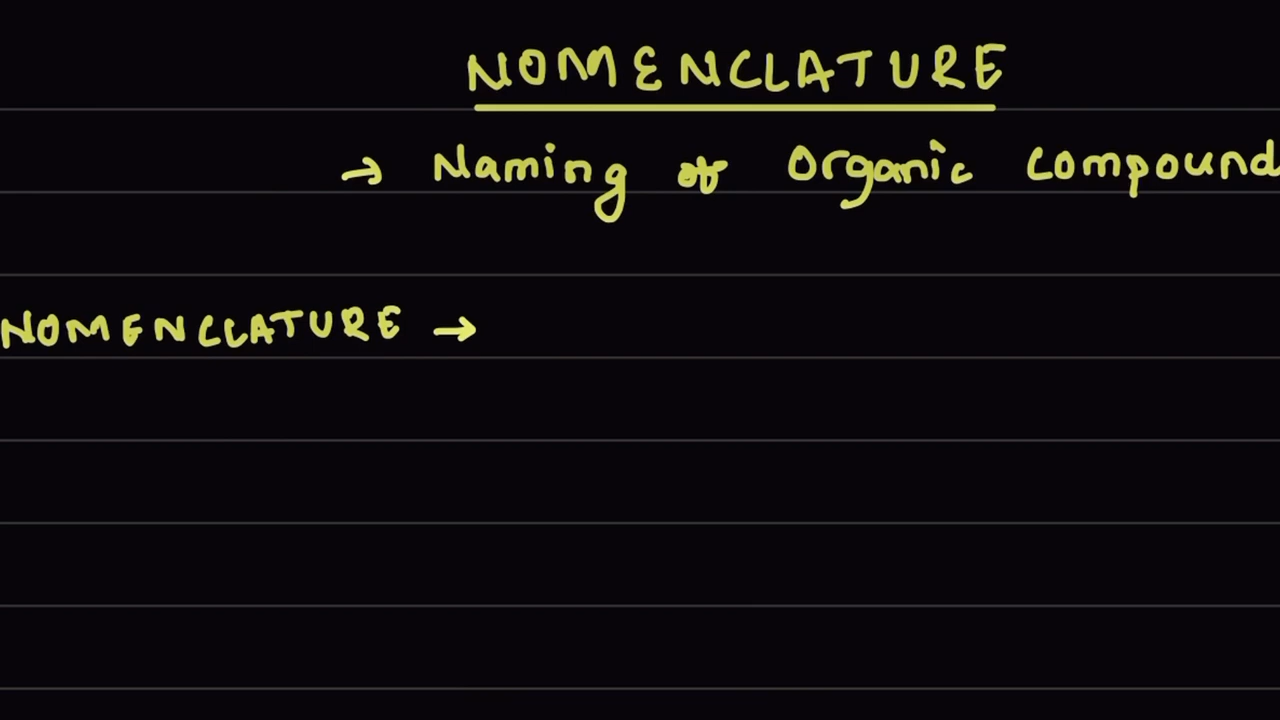 NOMENCLATURE
→ Naming of Organic Compound
NOMENCLATURE →